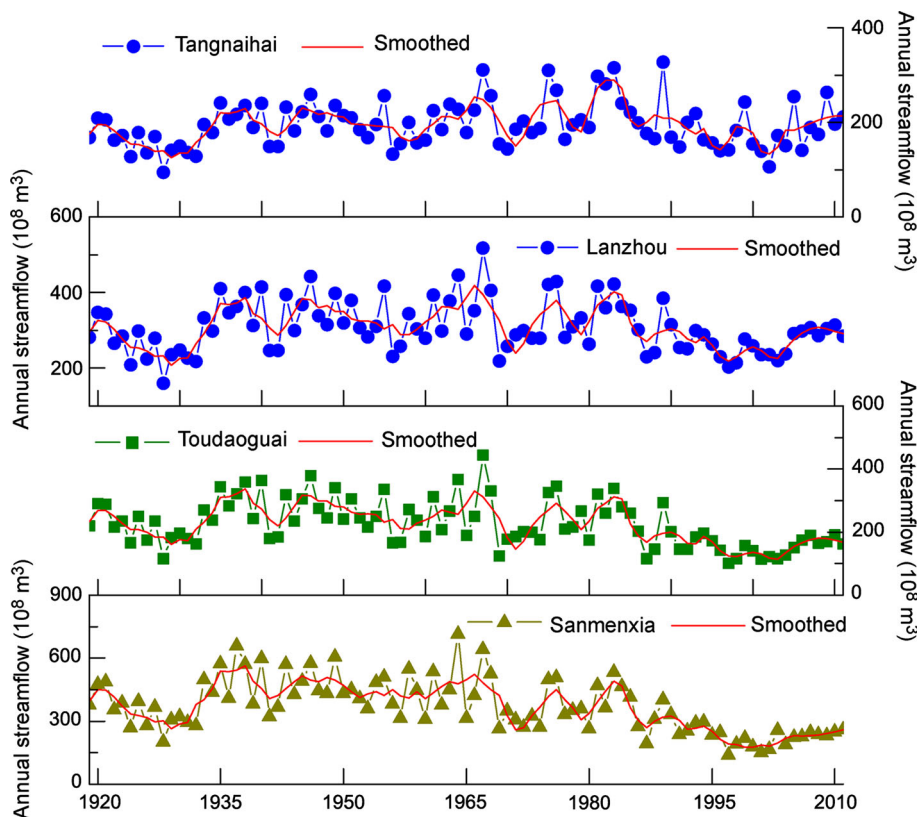 Tangnaihai Smoothed
400
200
0
Annual streamflow (10⁸ m³)
600
400
200
Annual streamflow (10⁸ m³)
Lanzhou Smoothed
Toudaoguai Smoothed
600
400
200
0
Annual streamflow (10⁸ m³)
900
600
300
0
Annual streamflow (10⁸ m³)
Sanmenxia Smoothed
1920 1935 1950 1965 1980 1995 2010